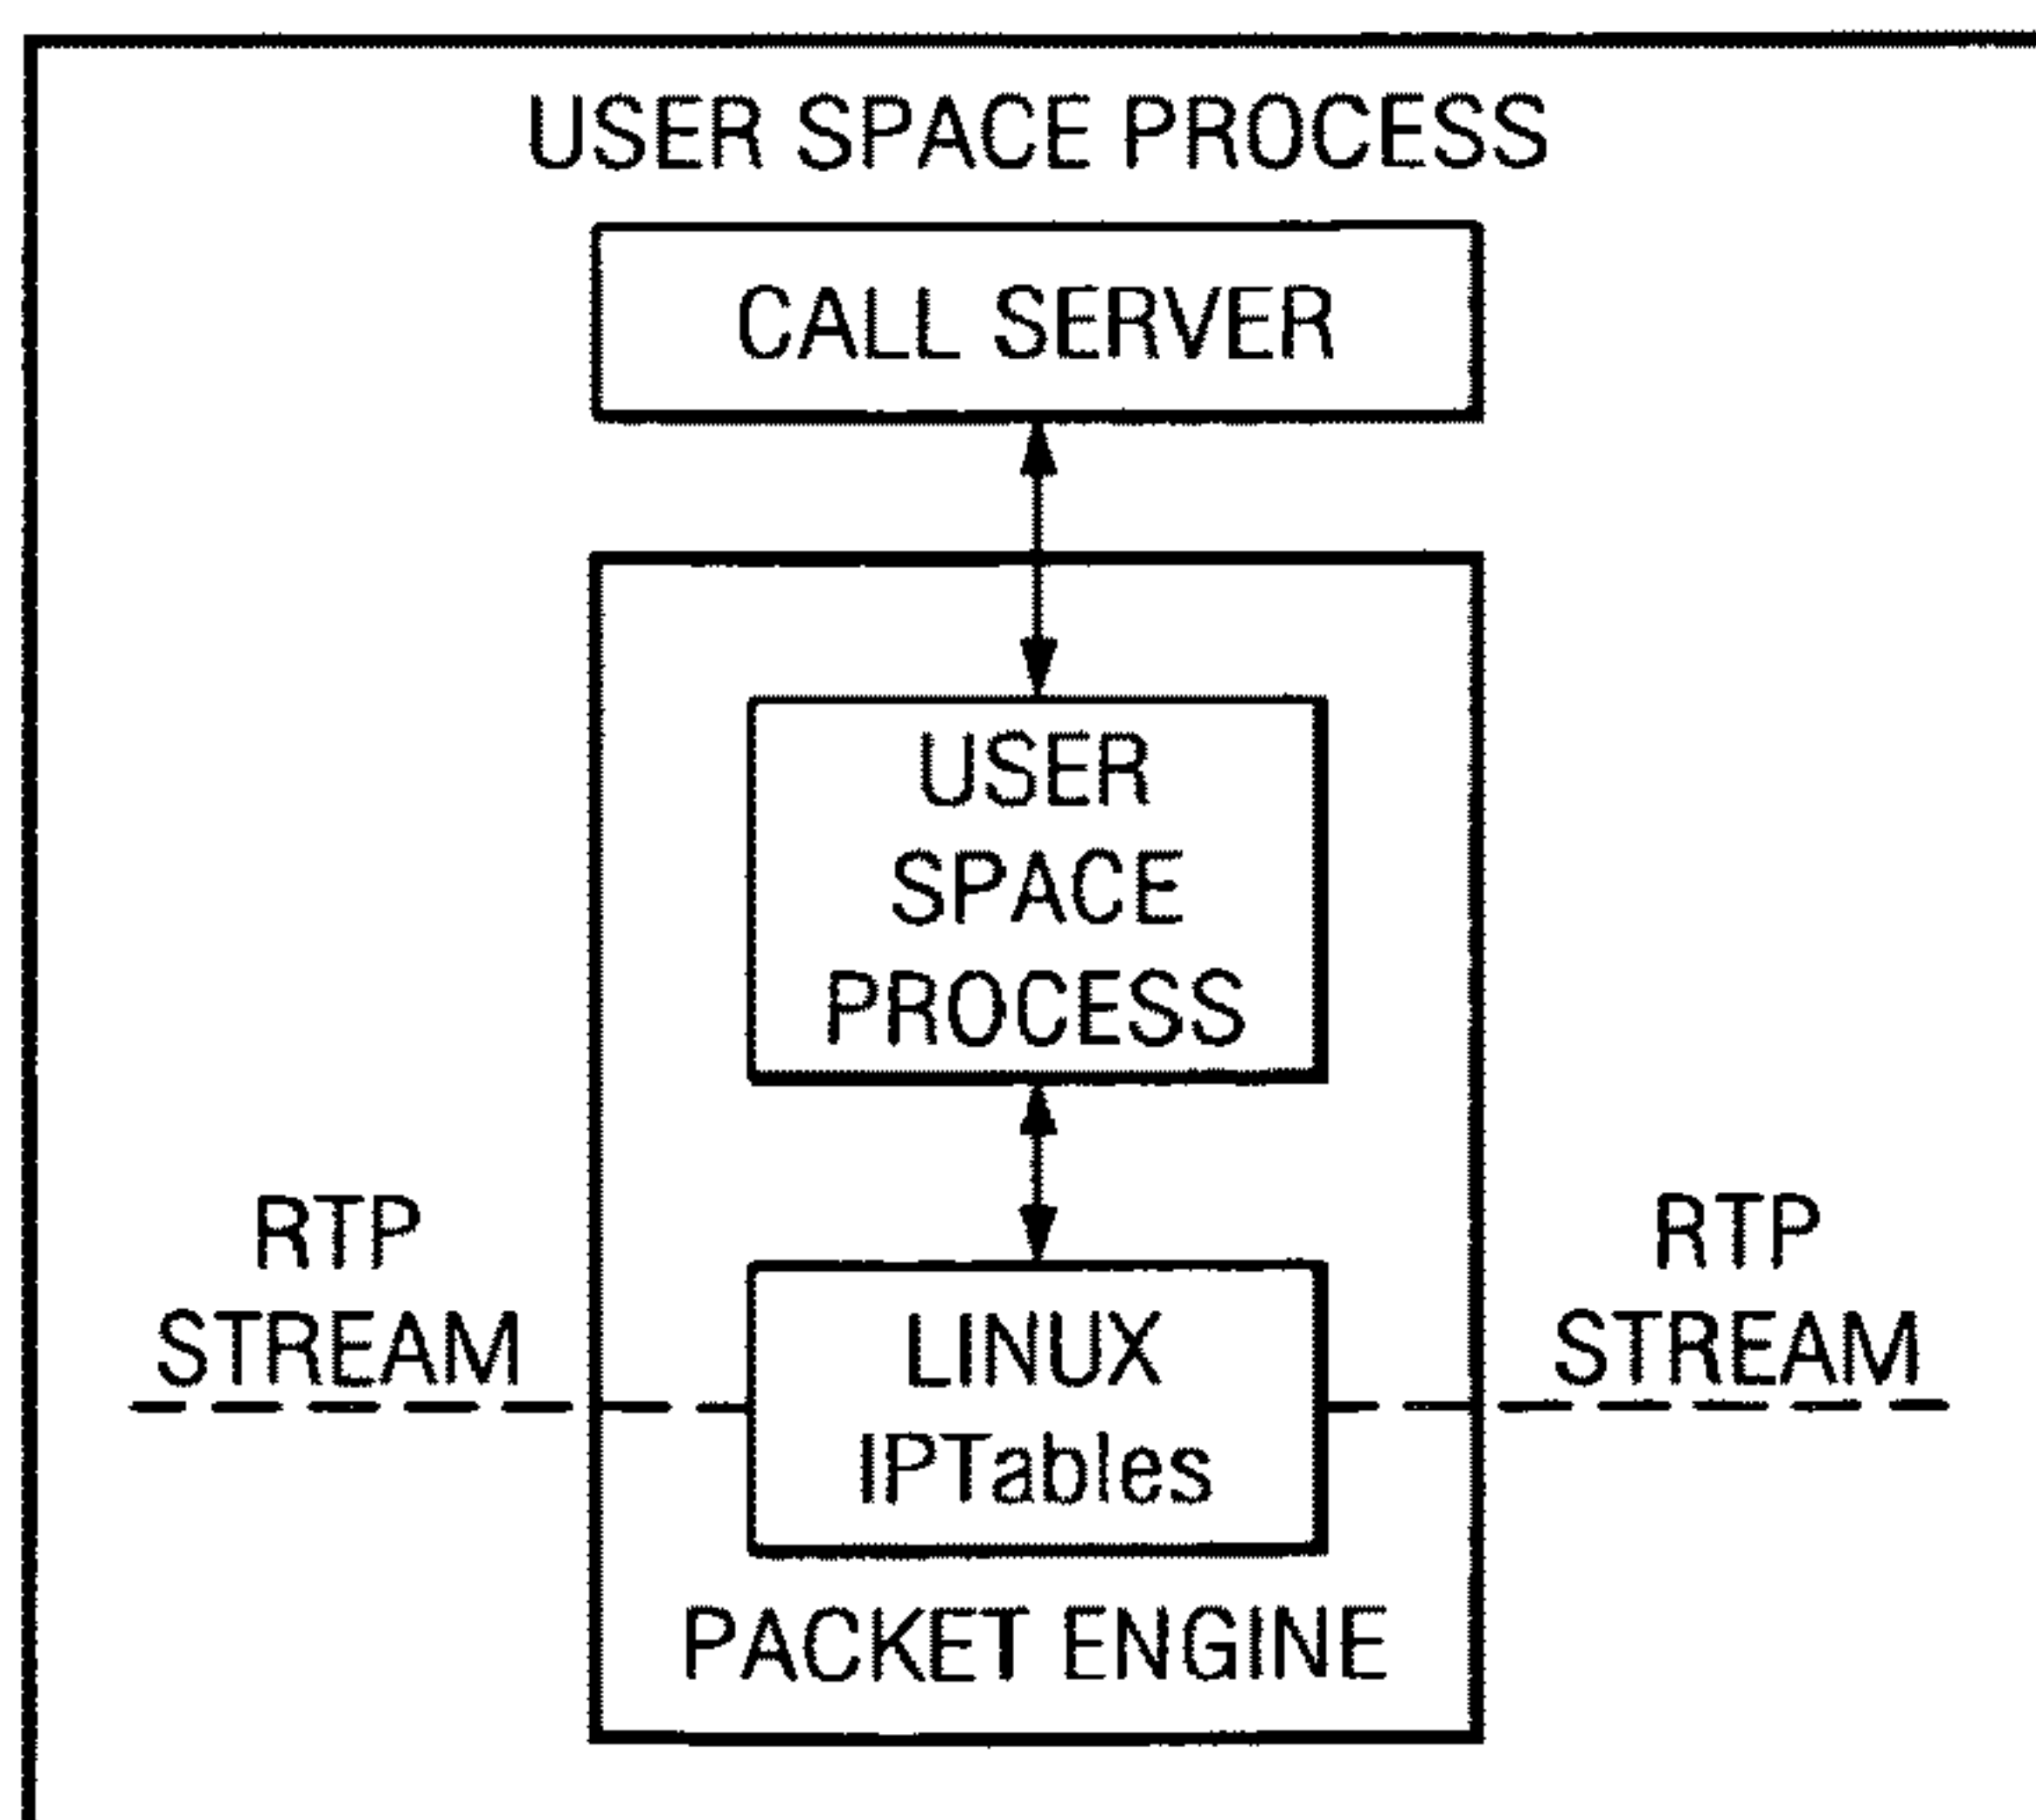 USER SPACE PROCESS
CALL SERVER
USER
SPACE
PROCESS
RTP
STREAM
LINUX
IPTables
RTP
STREAM
PACKET ENGINE